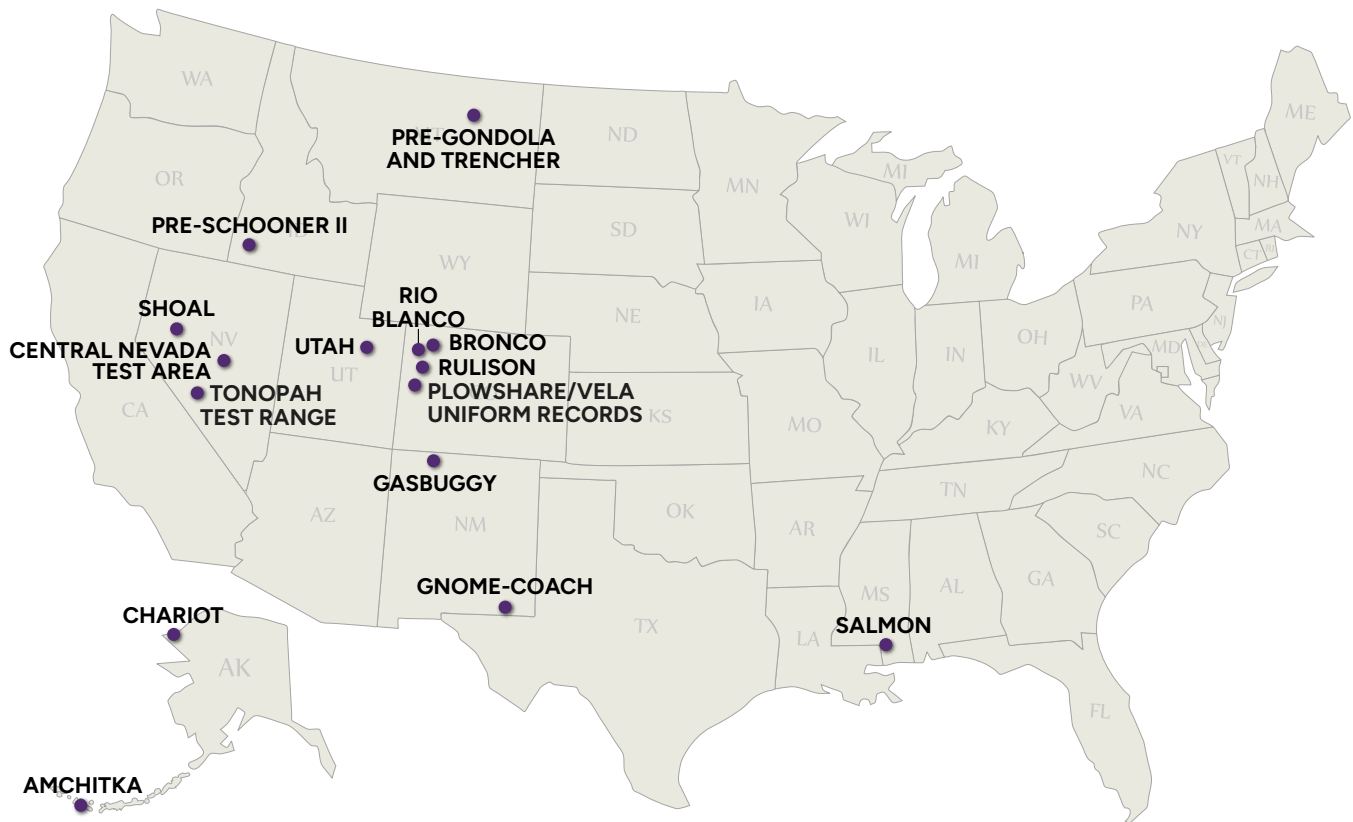 WA
ME
PRE-GONDOLA
AND TRENCHER
ND
MN
MI
VT
NH
OR
WI
NY
MA
PRE-SCHOONER II
ID
SD
CT
RI
WY
MI
SHOAL
RIO
BLANCO
NV
NE
IA
PA
NJ
OH
CENTRAL NEVADA
TEST AREA
UTAH
BRONCO
RULISON
UT
IL
IN
MD
WV
PLOWSHARE/VELA
UNIFORM RECORDS
TONOPAH
TEST RANGE
CA
KS
MO
KY
VA
GASBUGGY
NC
TN
AZ
NM
OK
AR
SC
GNOME-COACH
MS
AL
GA
CHARIOT
TX
LA
SALMON
AK
FL
AMCHITKA